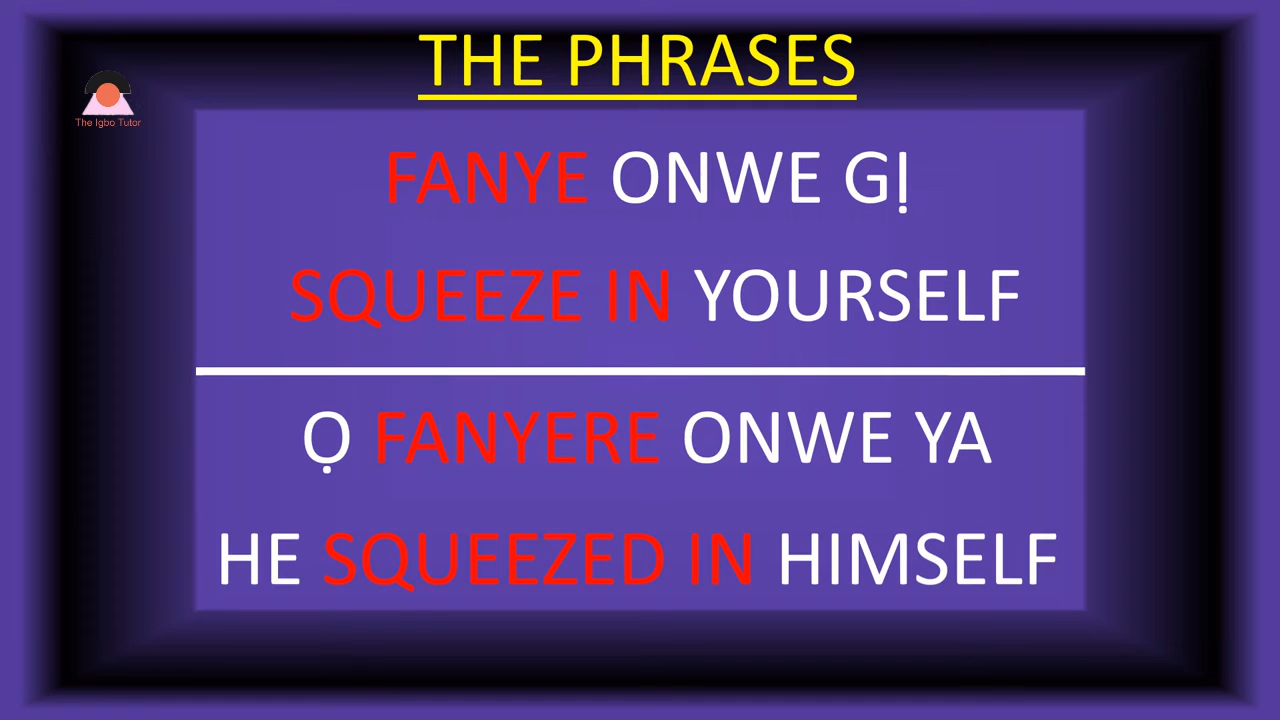 THE PHRASES
The Igbo Tutor
FANYE ONWE GỊ
SQUEEZE IN YOURSELF
Ọ FANYERE ONWE YA
HE SQUEEZED IN HIMSELF